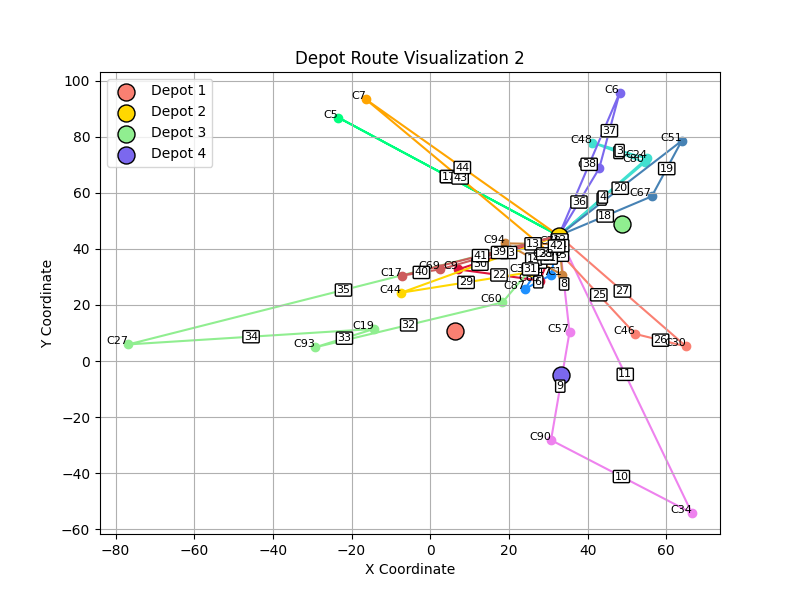 Depot Route Visualization 2
Depot 1
Depot 2
Depot 3
Depot 4
Y Coordinate
100
80
60
40
20
0
−20
−40
−60
−80
−60
−40
−20
0
20
40
60
X Coordinate
C7
C6
C5
C48
C51
C24
C80
C67
C94
C17
C69
C9
C44
C87
C60
C27
C19
C93
C57
C46
C30
C90
C34
37
3
38
19
44
43
20
36
4
18
13
39
41
42
40
30
22
31
29
8
25
27
35
32
33
34
26
11
9
10